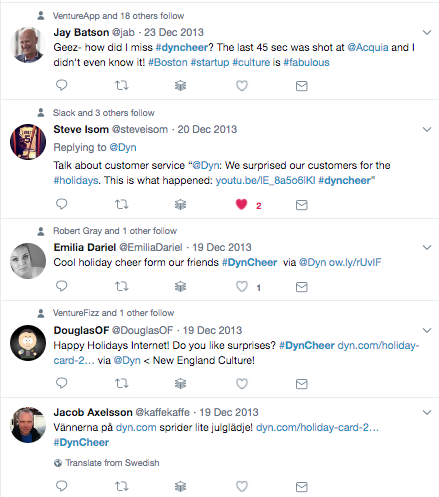 VentureApp and 18 others follow
Jay Batson @jab · 23 Dec 2013
Geez- how did I miss #dyncheer? The last 45 sec was shot at @Acquia and I
didn't even know it! #Boston #startup #culture is #fabulous
Slack and 3 others follow
Steve Isom @steveisom · 20 Dec 2013
Replying to @Dyn
Talk about customer service "@Dyn: We surprised our customers for the
#holidays. This is what happened: youtu.be/lE_8a5o6lKI #dyncheer"
2
Robert Gray and 1 other follow
Emilia Dariel @EmiliaDariel · 19 Dec 2013
Cool holiday cheer form our friends #DynCheer via @Dyn ow.ly/rUvlF
1
VentureFizz and 1 other follow
DouglasOF @DouglasOF · 19 Dec 2013
Happy Holidays Internet! Do you like surprises? #DynCheer dyn.com/holiday-
card-2… via @Dyn < New England Culture!
Jacob Axelsson @kaffekaffe · 19 Dec 2013
Vännerna på dyn.com sprider lite julglädje! dyn.com/holiday-card-2…
#DynCheer
Translate from Swedish